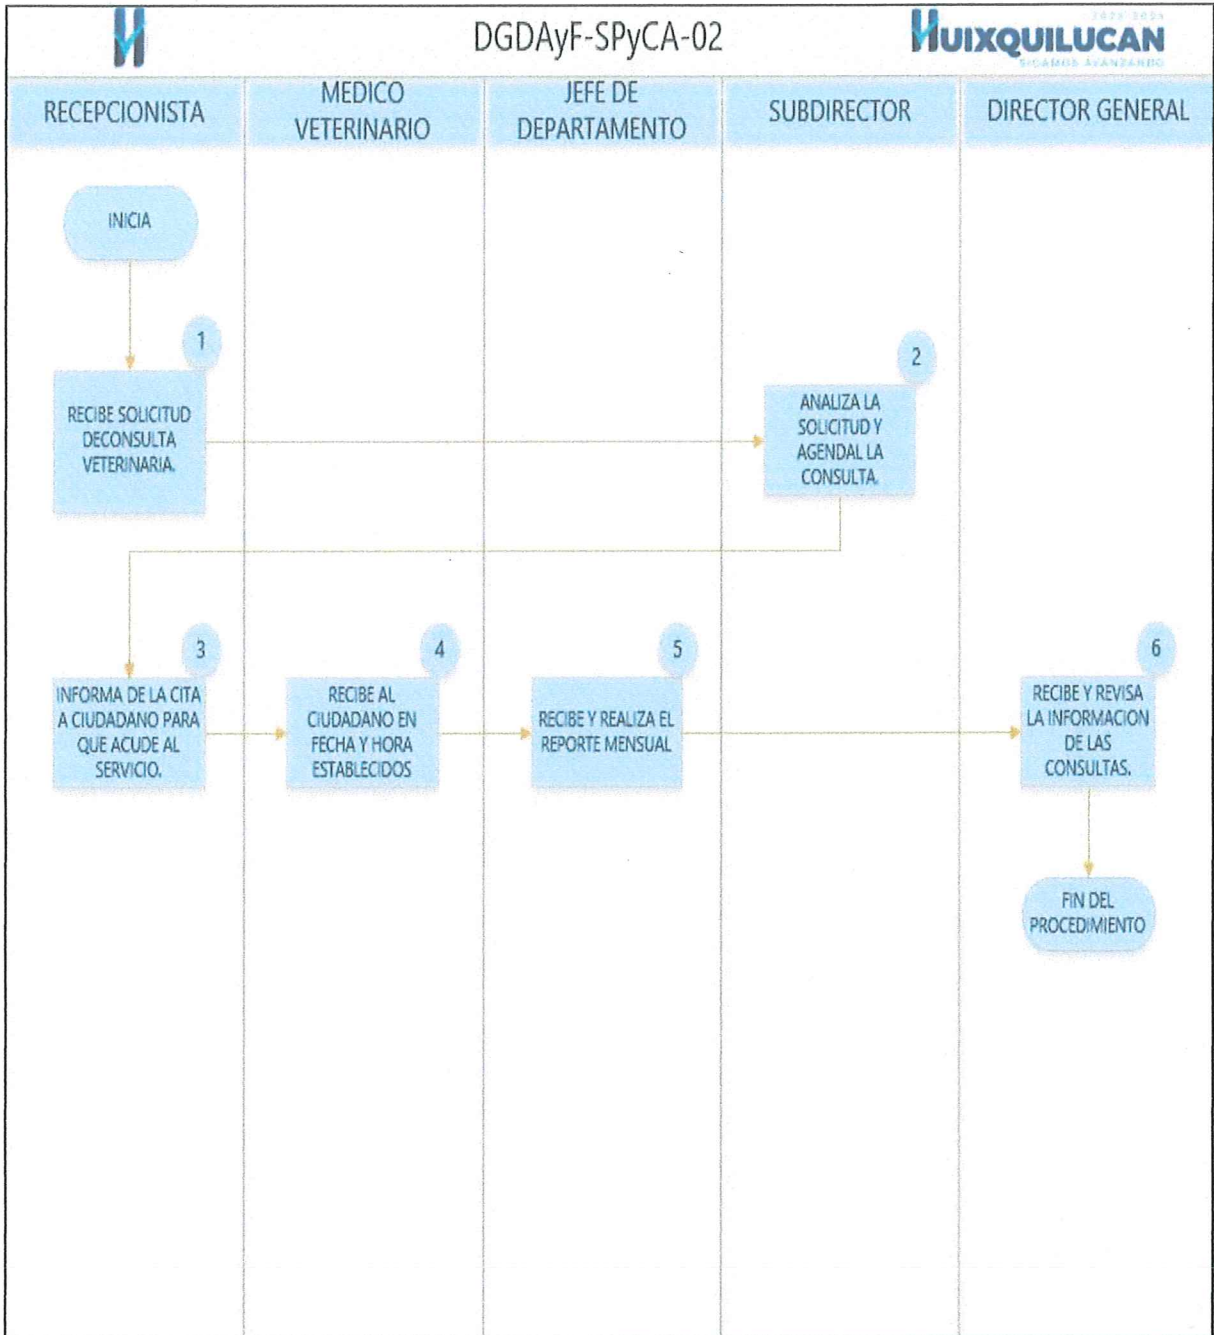 DGDAyF-SPyCA-02
HUIXQUILUCAN
SIGAMOS AVANZANDO
RECEPCIONISTA
MEDICO
VETERINARIO
JEFE DE
DEPARTAMENTO
SUBDIRECTOR
DIRECTOR GENERAL
INICIA
1
RECIBE SOLICITUD
DECONSULTA
VETERINARIA.
2
ANALIZA LA
SOLICITUD Y
AGENDAL LA
CONSULTA.
3
INFORMA DE LA CITA
A CIUDADANO PARA
QUE ACUDE AL
SERVICIO.
4
RECIBE AL
CIUDADANO EN
FECHA Y HORA
ESTABLECIDOS
5
RECIBE Y REALIZA EL
REPORTE MENSUAL
6
RECIBE Y REVISA
LA INFORMACION
DE LAS
CONSULTAS.
FIN DEL
PROCEDIMIENTO